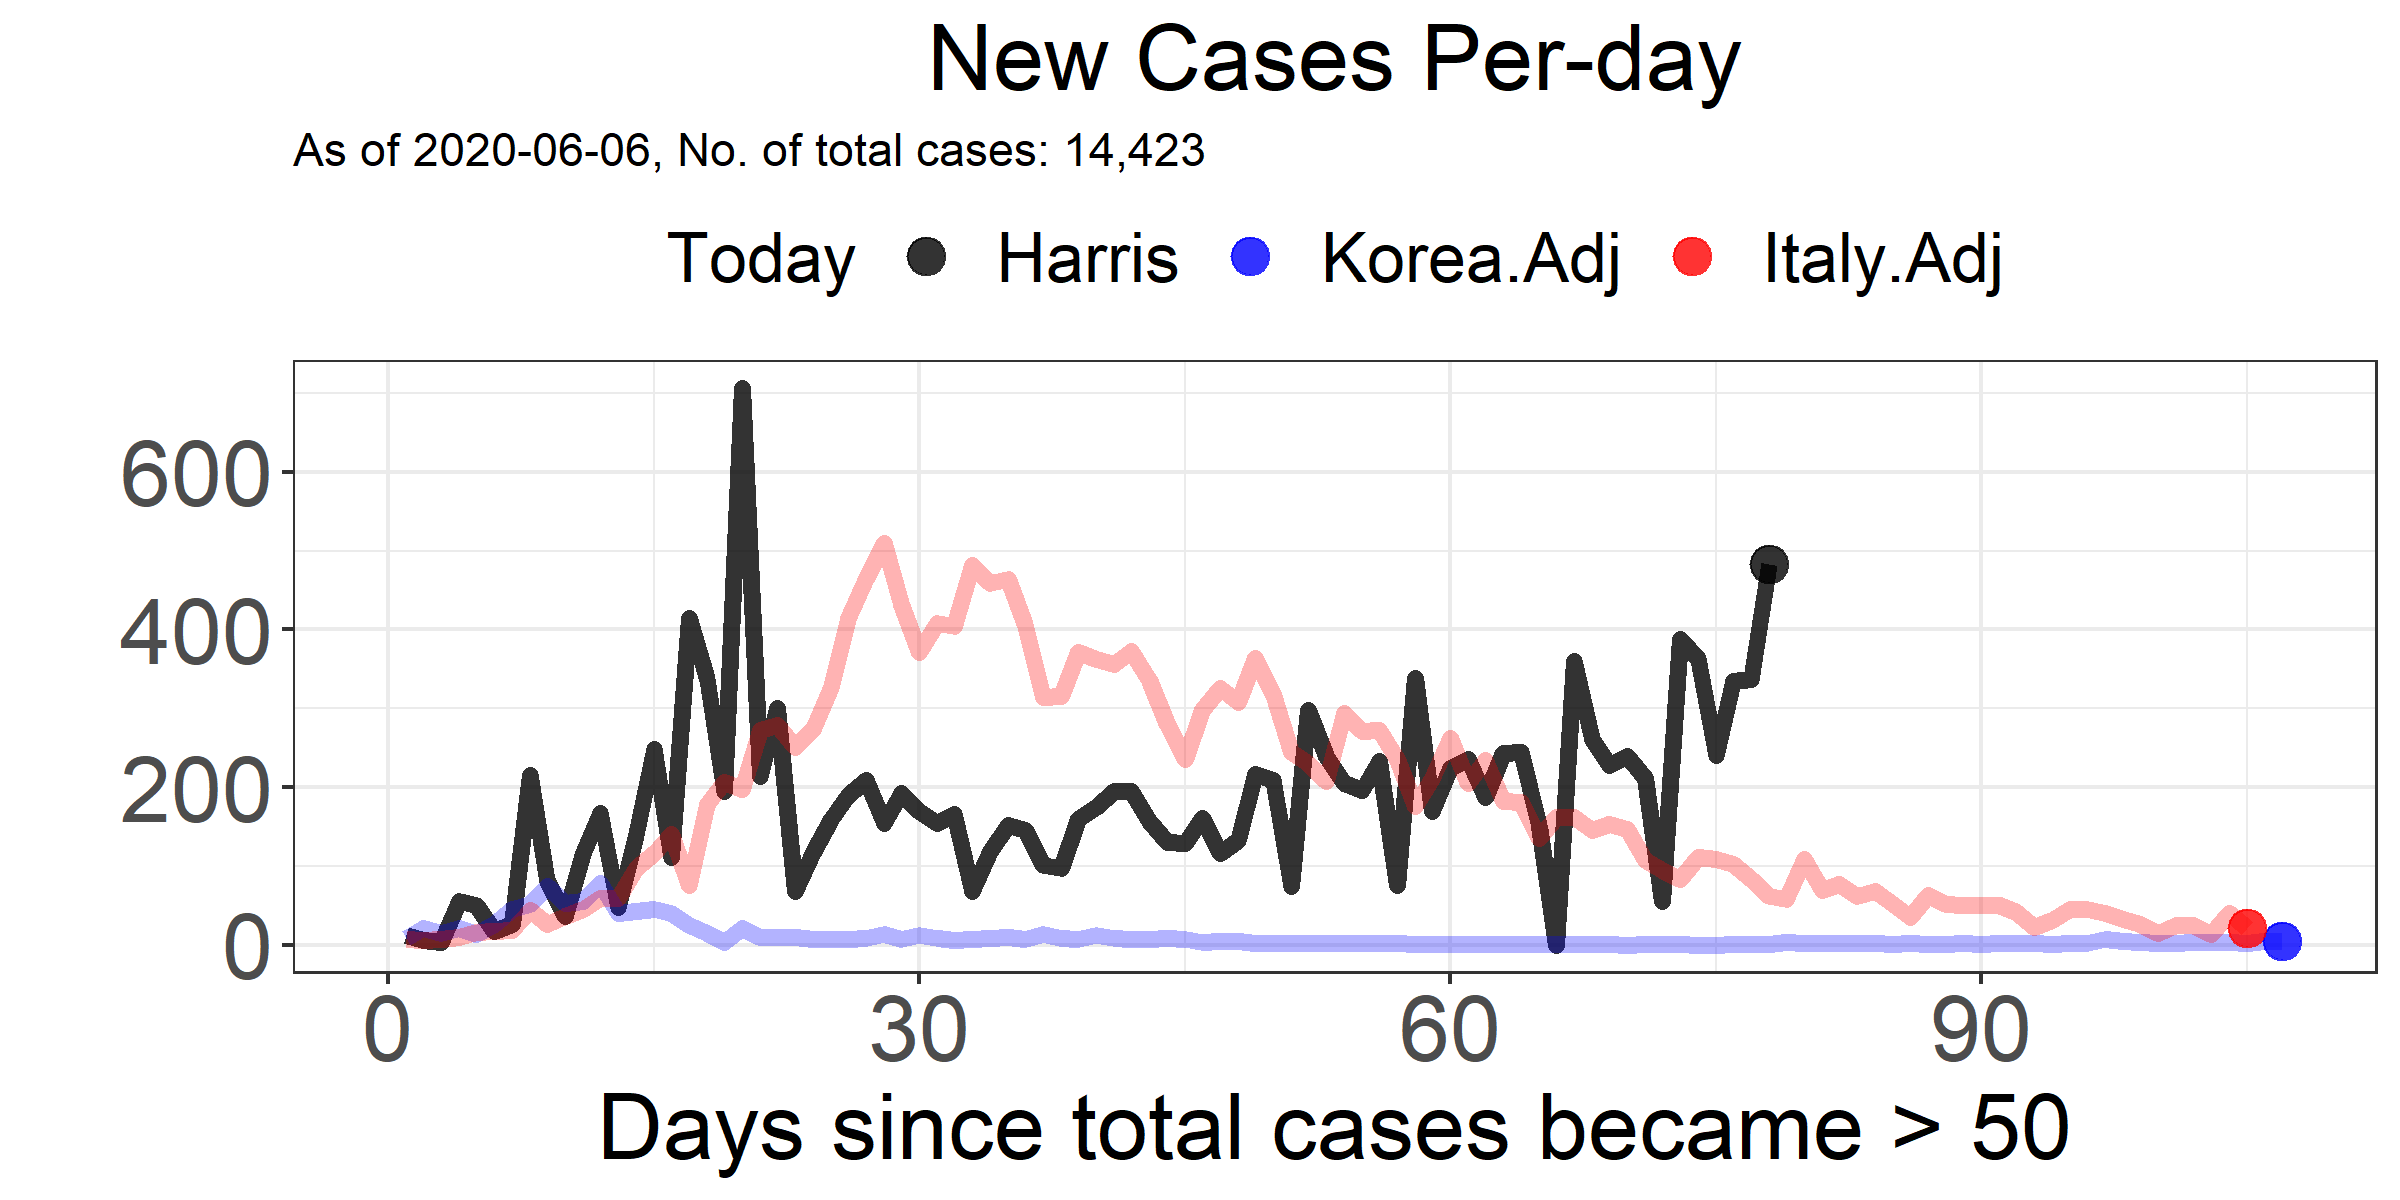 New Cases Per-day
As of 2020-06-06, No. of total cases: 14,423
Today Harris Korea.Adj Italy.Adj
600
400
200
0
0 30 60 90
Days since total cases became > 50